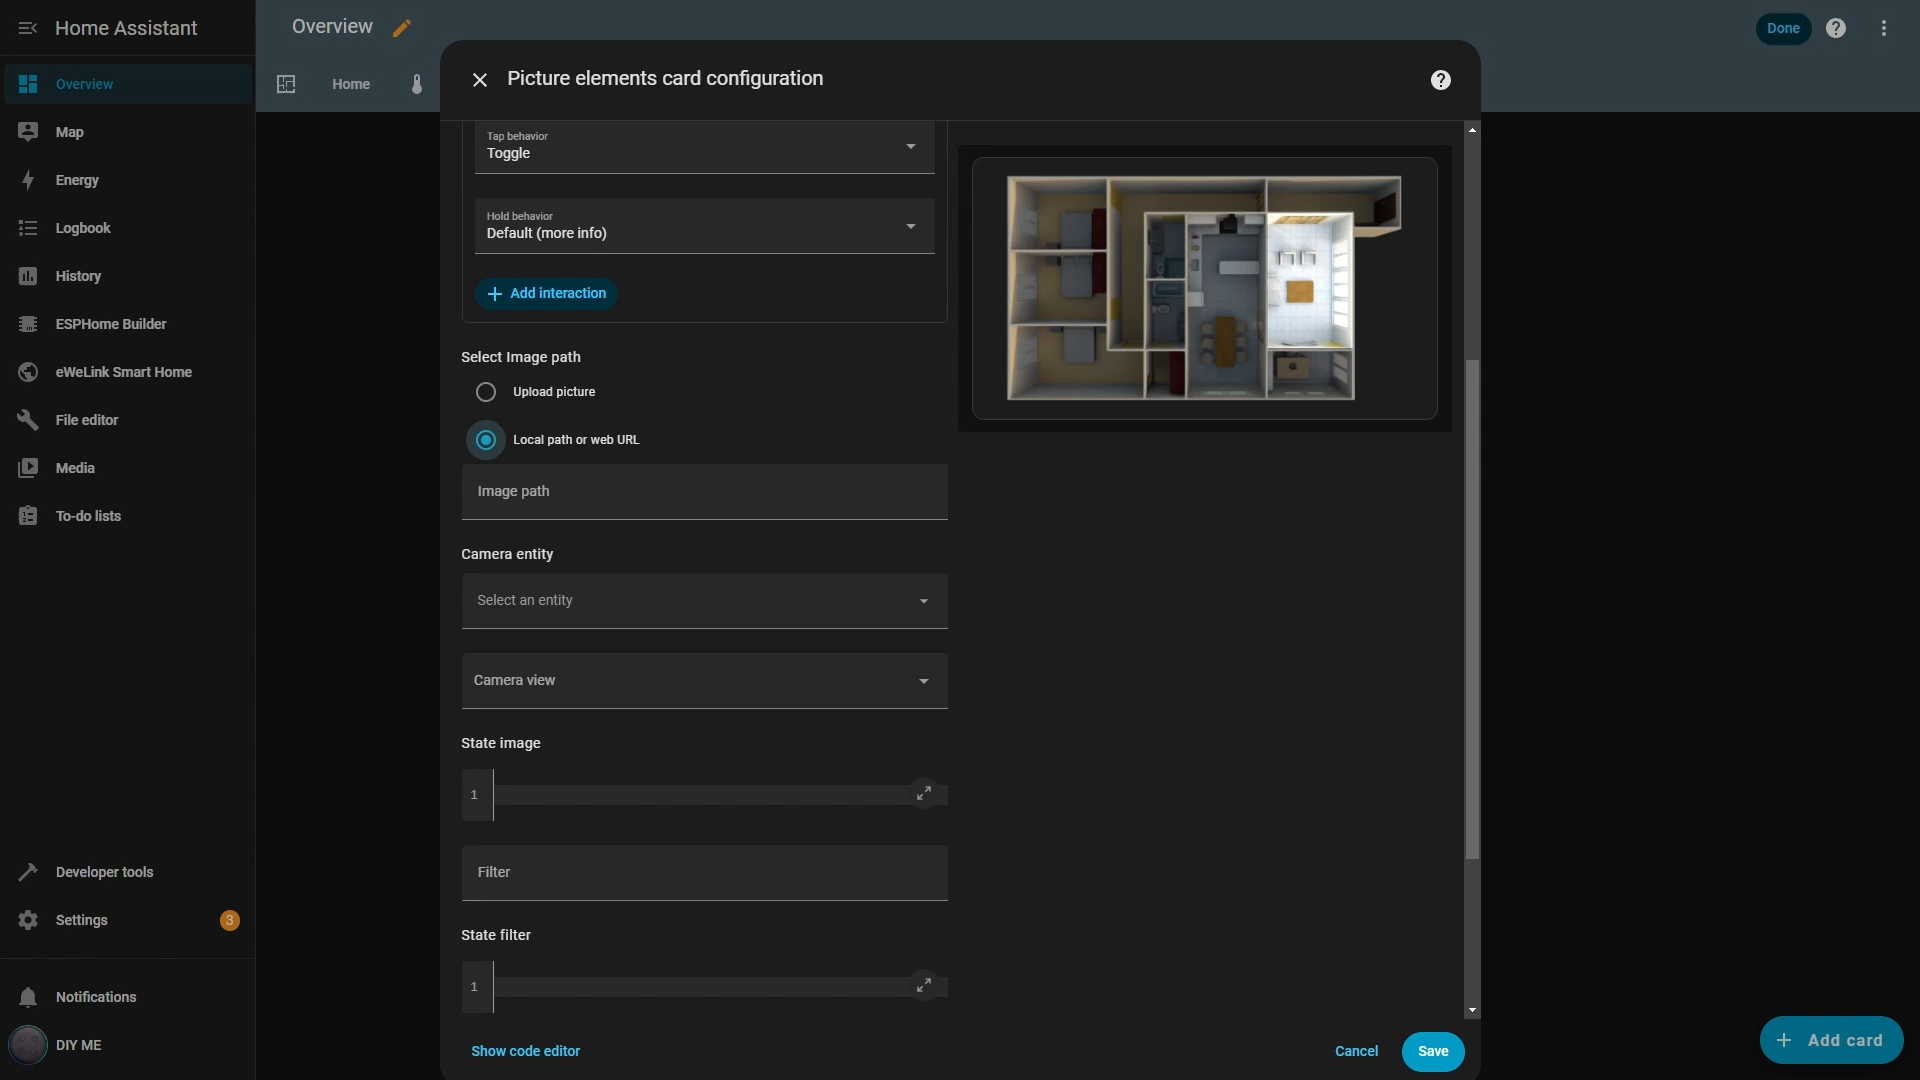 Home Assistant
Overview
Map
Energy
Logbook
History
ESPHome Builder
eWeLink Smart Home
File editor
Media
To-do lists
Developer tools
Settings
3
Notifications
DIY ME
Overview
Done
Home
Picture elements card configuration
Tap behavior
Toggle
Hold behavior
Default (more info)
Add interaction
Select Image path
Upload picture
Local path or web URL
Image path
Camera entity
Select an entity
Camera view
State image
1
Filter
State filter
1
Show code editor
Cancel
Save
Add card